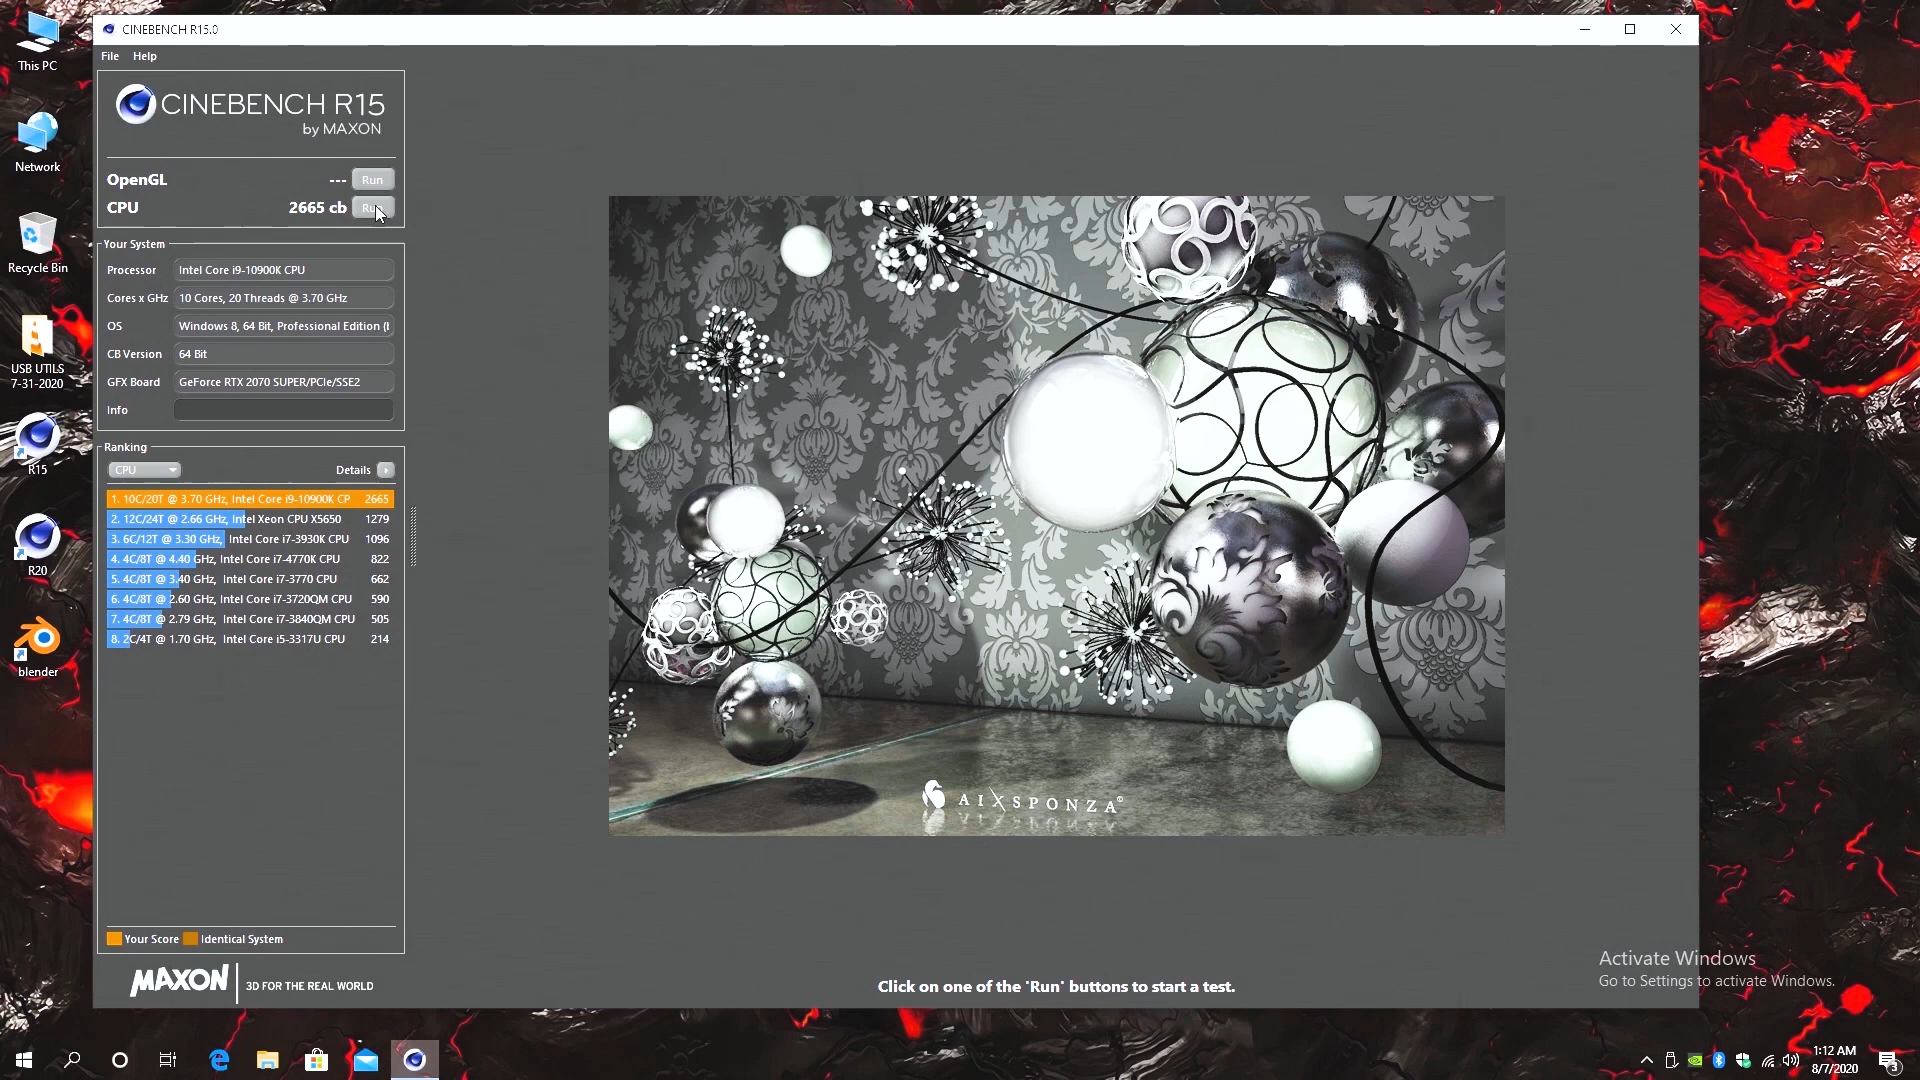 This PC
Network
Recycle Bin
USB UTILS
7-31-2020
R15
R20
blender
CINEBENCH R15.0
File Help
CINEBENCH R15
by MAXON
OpenGL --- Run
CPU 2665 cb Run
Your System
Processor Intel Core i9-10900K CPU
Cores x GHz 10 Cores, 20 Threads @ 3.70 GHz
OS Windows 8, 64 Bit, Professional Edition (
CB Version 64 Bit
GFX Board GeForce RTX 2070 SUPER/PCIe/SSE2
Info
Ranking
CPU Details
1. 10C/20T @ 3.70 GHz, Intel Core i9-10900K CP 2665
2. 12C/24T @ 2.66 GHz, Intel Xeon CPU X5650 1279
3. 6C/12T @ 3.30 GHz, Intel Core i7-3930K CPU 1096
4. 4C/8T @ 4.40 GHz, Intel Core i7-4770K CPU 822
5. 4C/8T @ 3.40 GHz, Intel Core i7-3770 CPU 662
6. 4C/8T @ 2.60 GHz, Intel Core i7-3720QM CPU 590
7. 4C/8T @ 2.79 GHz, Intel Core i7-3840QM CPU 505
8. 2C/4T @ 1.70 GHz, Intel Core i5-3317U CPU 214
Your Score Identical System
MAXON 3D FOR THE REAL WORLD
AIXSPONZA®
Click on one of the 'Run' buttons to start a test.
Activate Windows
Go to Settings to activate Windows.
1:12 AM
8/7/2020
3